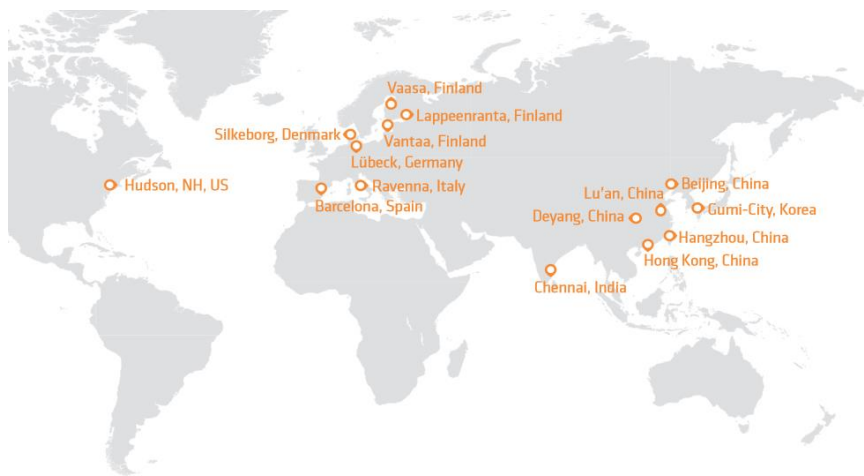 Vaasa, Finland
Lappeenranta, Finland
Silkeborg, Denmark
Vantaa, Finland
Lübeck, Germany
Hudson, NH, US
Ravenna, Italy
Barcelona, Spain
Beijing, China
Lu'an, China
Gumi-City, Korea
Deyang, China
Hangzhou, China
Hong Kong, China
Chennai, India